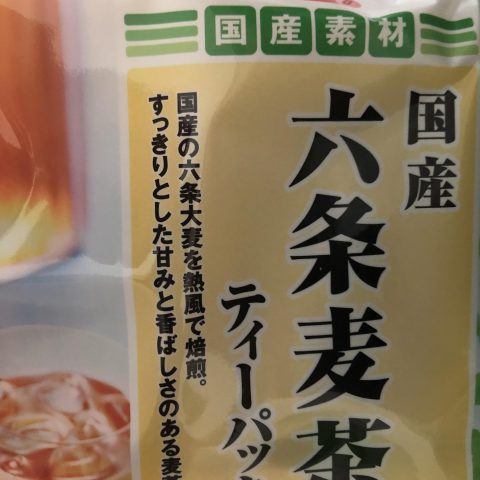 国産素材
国産
六条麦茶
ティーパッ
国産の六条大麦を熱風で焙煎。
すっきりとした甘みと香ばしさのある麦